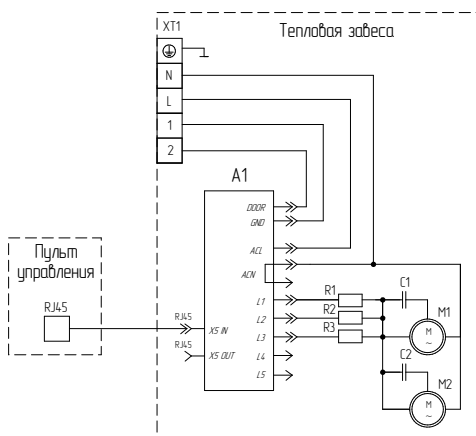 XT1
Тепловая завеса
N
L
1
2
A1
DOOR
GND
ACL
ACN
Пульт
управления
RJ45
RJ45
X5 IN
RJ45
X5 OUT
L1
L2
L3
L4
L5
R1
R2
R3
C1
M1
M
~
C2
M2
M
~